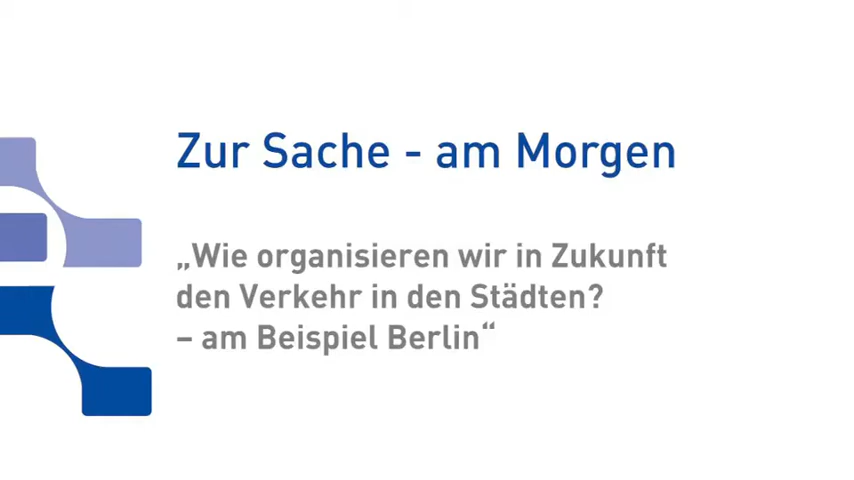 Zur Sache - am Morgen
„Wie organisieren wir in Zukunft
den Verkehr in den Städten?
– am Beispiel Berlin“